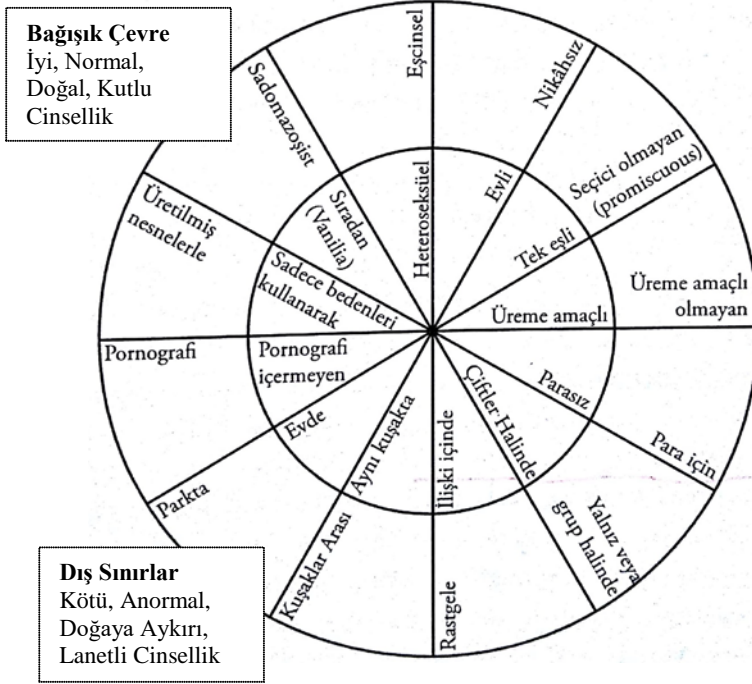 Bağışık Çevre
İyi, Normal,
Doğal, Kutlu
Cinsellik
Eşcinsel
Nikâhsız
Seçici olmayan
(promiscuous)
Üreme amaçlı
olmayan
Para için
Yalnız veya
grup halinde
Rastgele
Kuşaklar Arası
Parkta
Pornografi
Üretilmiş
nesnelerle
Sadomazoşist
Heteroseksüel
Evli
Tek eşli
Üreme amaçlı
Parasız
Çiftler Halinde
İlişki içinde
Aynı kuşakta
Evde
Pornografi
içermeyen
Sadece bedenleri
kullanarak
Sıradan
(Vanilia)
Dış Sınırlar
Kötü, Anormal,
Doğaya Aykırı,
Lanetli Cinsellik